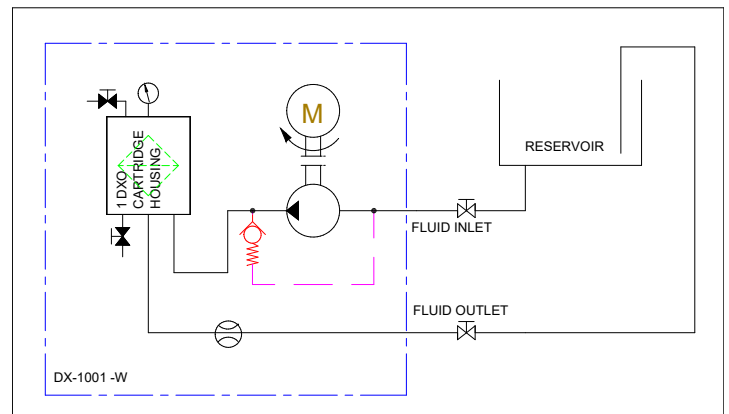 M
1 DXO
CARTRIDGE
HOUSING
RESERVOIR
FLUID INLET
FLUID OUTLET
DX-1001 -W